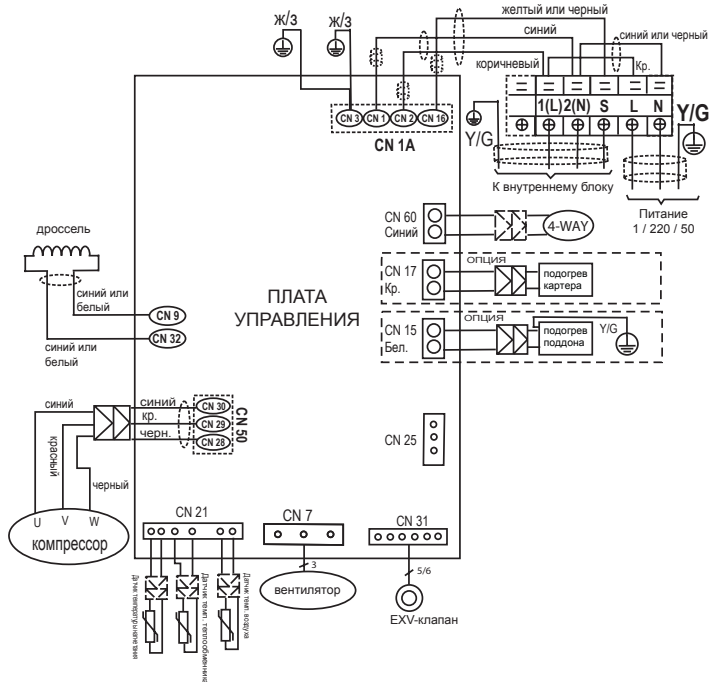 желтый или черный
ж/з
ж/з
синий
синий или черный
коричневый
Кр.
1(L) 2(N) S L N
Y/G
Y/G
CN 3 CN 1 CN 2 CN 16
CN 1A
К внутреннему блоку
Питание
1 / 220 / 50
CN 60
Синий
4-WAY
дроссель
ОПЦИЯ
CN 17
Кр.
подогрев
картера
ПЛАТА
УПРАВЛЕНИЯ
синий или
белый
CN 9
CN 32
синий или
белый
ОПЦИЯ
CN 15
Бел.
подогрев
поддона
Y/G
синий
синий
CN 30
кр.
CN 29
черн.
CN 28
CN 50
красный
черный
CN 25
U V W
компрессор
CN 21
CN 7
CN 31
3
5/6
вентилятор
EXV-клапан
Датчик темп. теплообменника
Датчик темп. воздуха